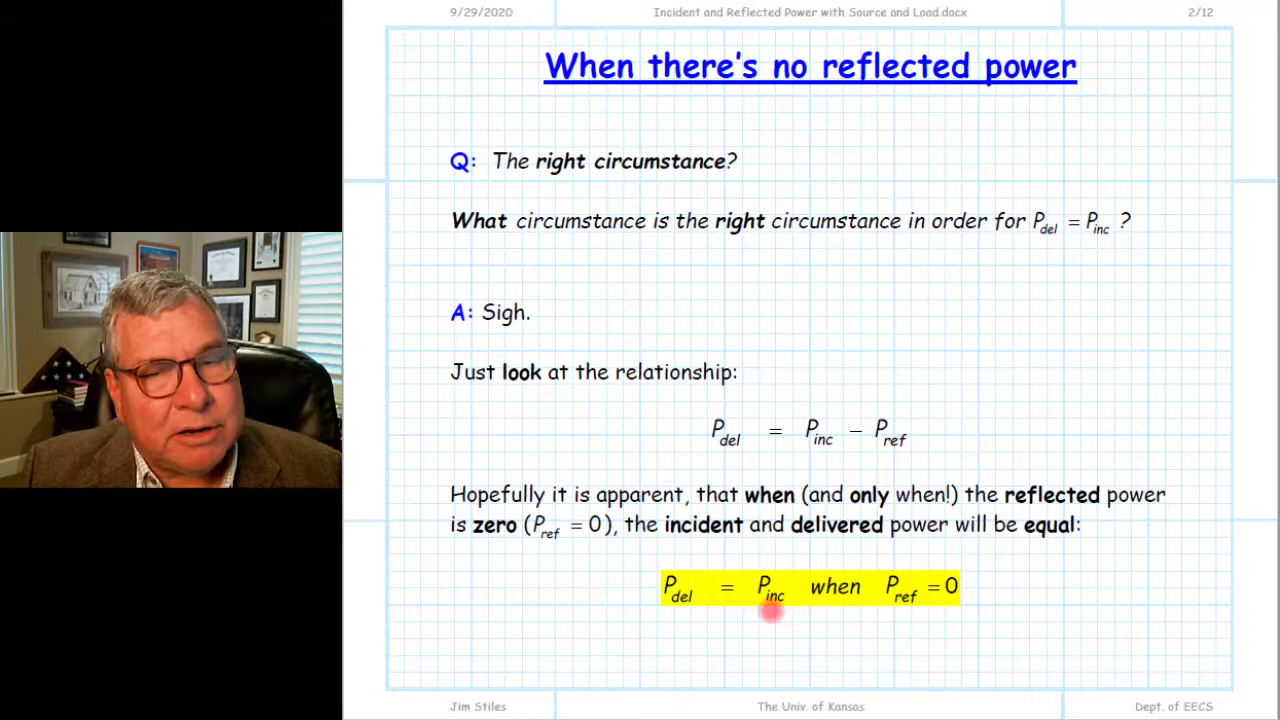 9/29/2020 Incident and Reflected Power with Source and Load.docx 2/12
When there's no reflected power
Q: The right circumstance?
What circumstance is the right circumstance in order for P_del = P_inc ?
A: Sigh.
Just look at the relationship:
P_del = P_inc − P_ref
Hopefully it is apparent, that when (and only when!) the reflected power
is zero (P_ref = 0), the incident and delivered power will be equal:
P_del = P_inc when P_ref = 0
Jim Stiles The Univ. of Kansas Dept. of EECS